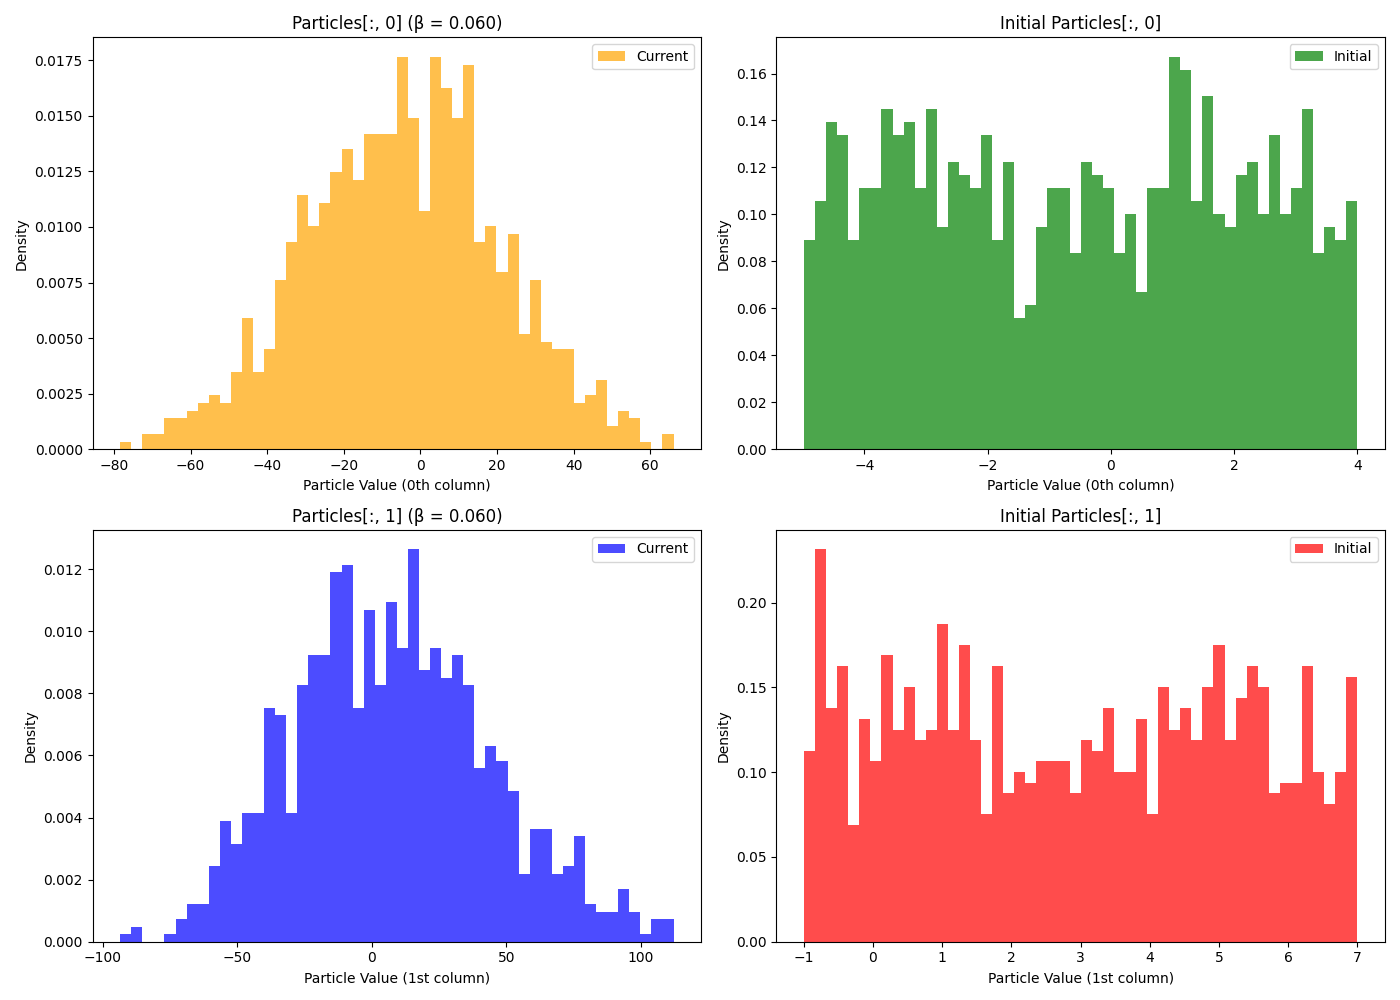 Particles[:, 0] (β = 0.060)
Current
Density
0.0175
0.0150
0.0125
0.0100
0.0075
0.0050
0.0025
0.0000
−80 −60 −40 −20 0 20 40 60
Particle Value (0th column)
Initial Particles[:, 0]
Initial
Density
0.16
0.14
0.12
0.10
0.08
0.06
0.04
0.02
0.00
−4 −2 0 2 4
Particle Value (0th column)
Particles[:, 1] (β = 0.060)
Current
Density
0.012
0.010
0.008
0.006
0.004
0.002
0.000
−100 −50 0 50 100
Particle Value (1st column)
Initial Particles[:, 1]
Initial
Density
0.20
0.15
0.10
0.05
0.00
−1 0 1 2 3 4 5 6 7
Particle Value (1st column)